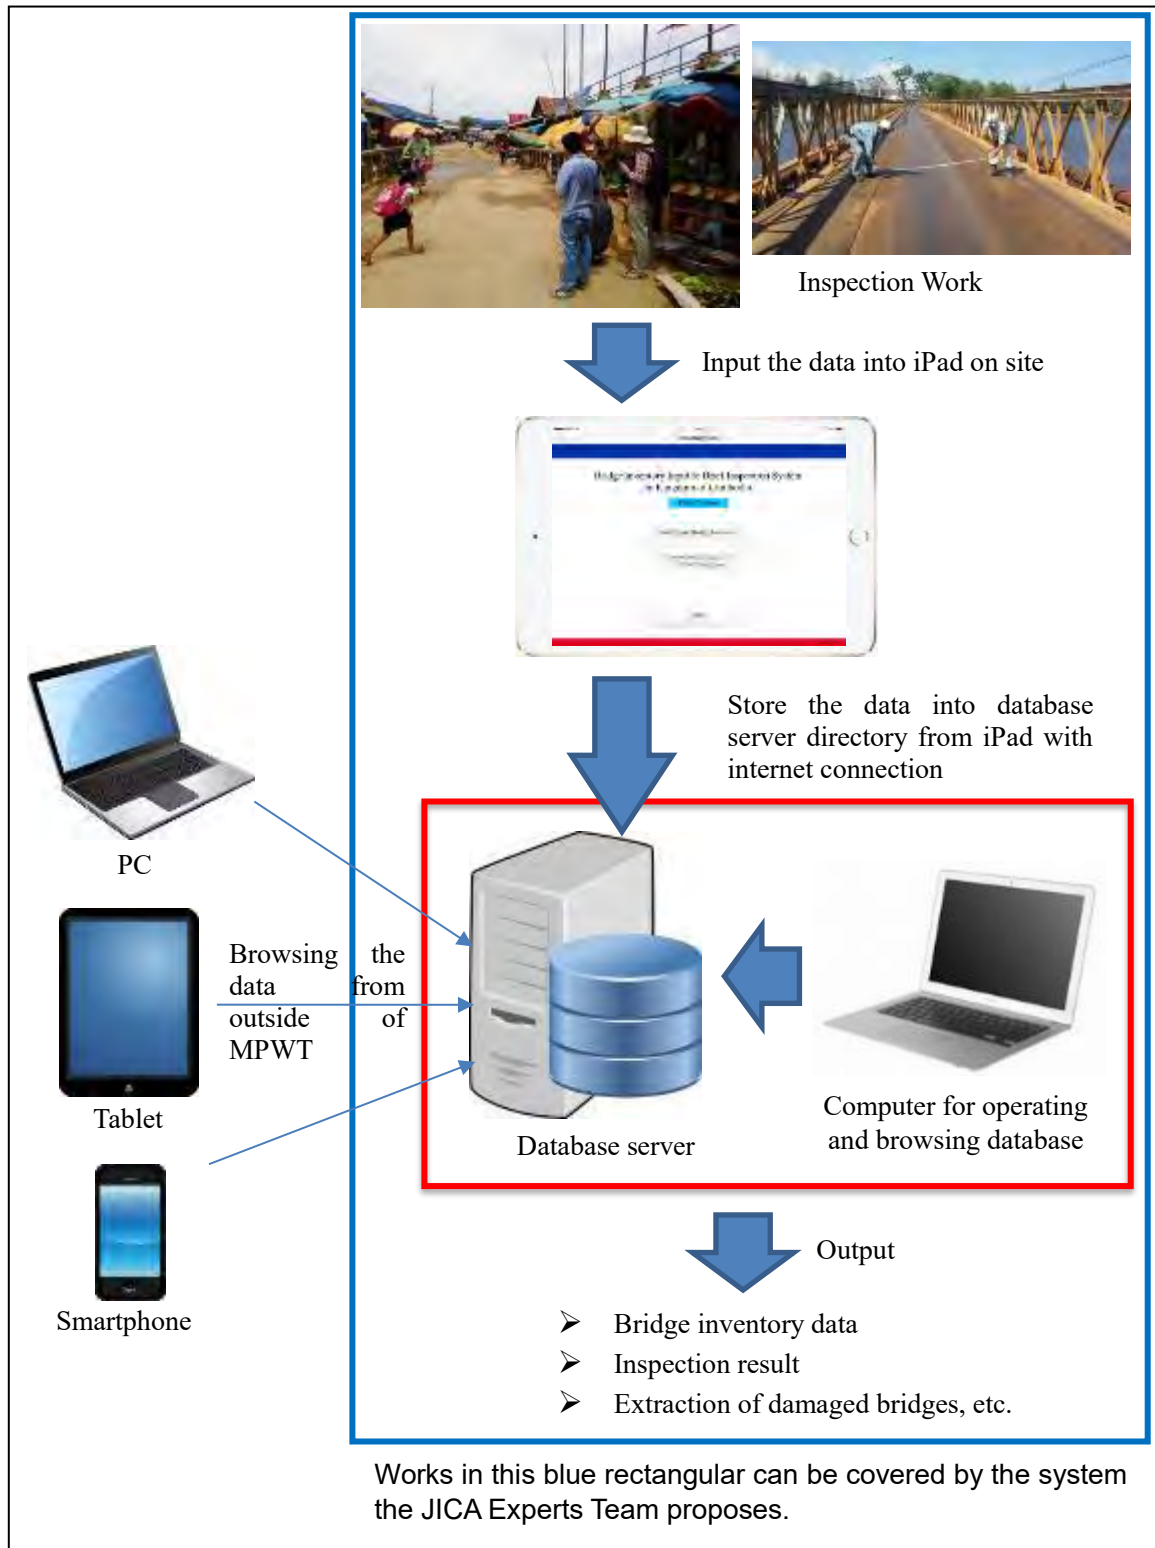 Inspection Work
Input the data into iPad on site
Store the data into database
server directory from iPad with
internet connection
PC
Browsing the
data from
outside of
MPWT
Tablet
Smartphone
Database server
Computer for operating
and browsing database
Output
➢ Bridge inventory data
➢ Inspection result
➢ Extraction of damaged bridges, etc.
Works in this blue rectangular can be covered by the system
the JICA Experts Team proposes.